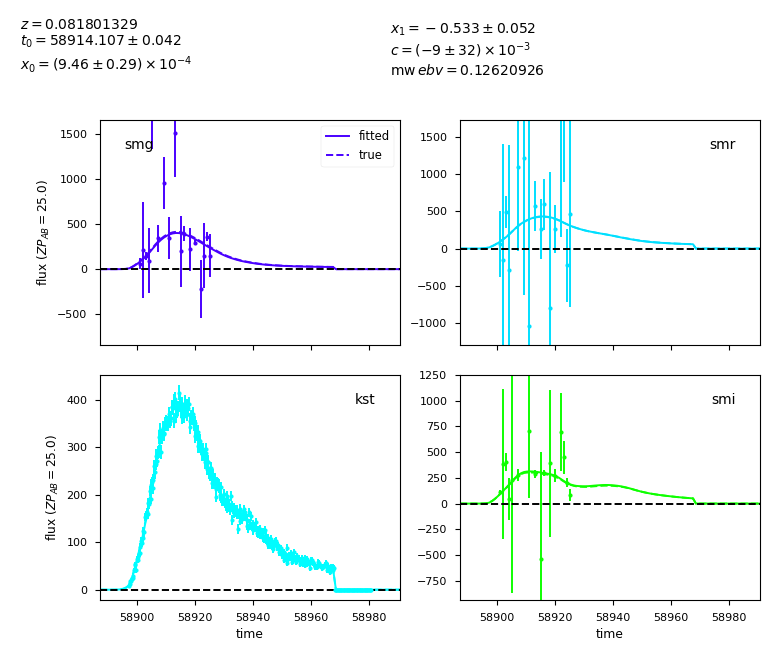 z = 0.081801329
t₀ = 58914.107 ± 0.042
x₀ = (9.46 ± 0.29) × 10⁻⁴
x₁ = −0.533 ± 0.052
c = (−9 ± 32) × 10⁻³
mw ebv = 0.12620926
smg
fitted
true
1500
1000
500
0
−500
flux (ZP_AB = 25.0)
smr
1500
1000
500
0
−500
−1000
kst
400
300
200
100
0
flux (ZP_AB = 25.0)
58900 58920 58940 58960 58980
time
smi
1250
1000
750
500
250
0
−250
−500
−750
58900 58920 58940 58960 58980
time